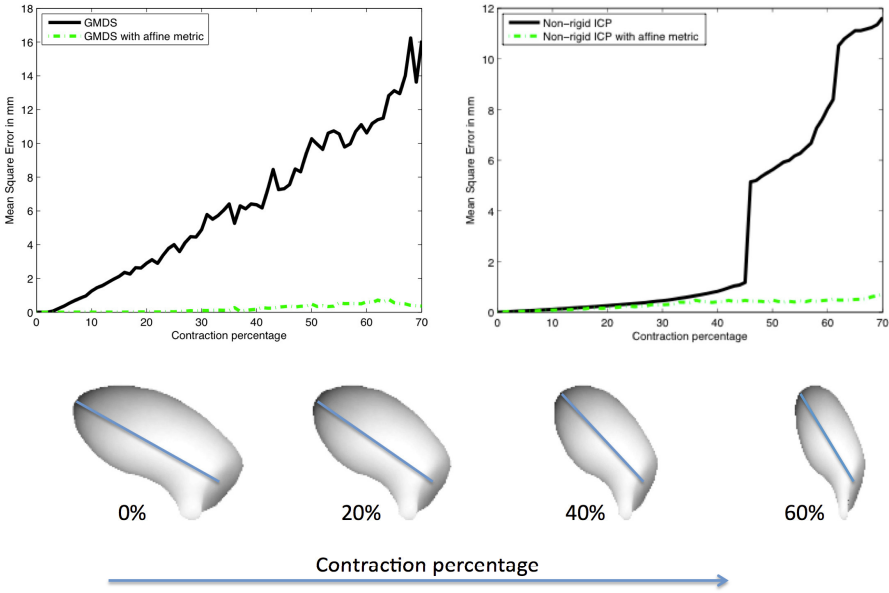 18
16
14
12
10
8
6
4
2
0
Mean Square Error in mm
GMDS
GMDS with affine metric
0 10 20 30 40 50 60 70
Contraction percentage
12
10
8
6
4
2
0
Mean Square Error in mm
Non-rigid ICP
Non-rigid ICP with affine metric
0 10 20 30 40 50 60 70
Contraction percentage
0% 20% 40% 60%
Contraction percentage